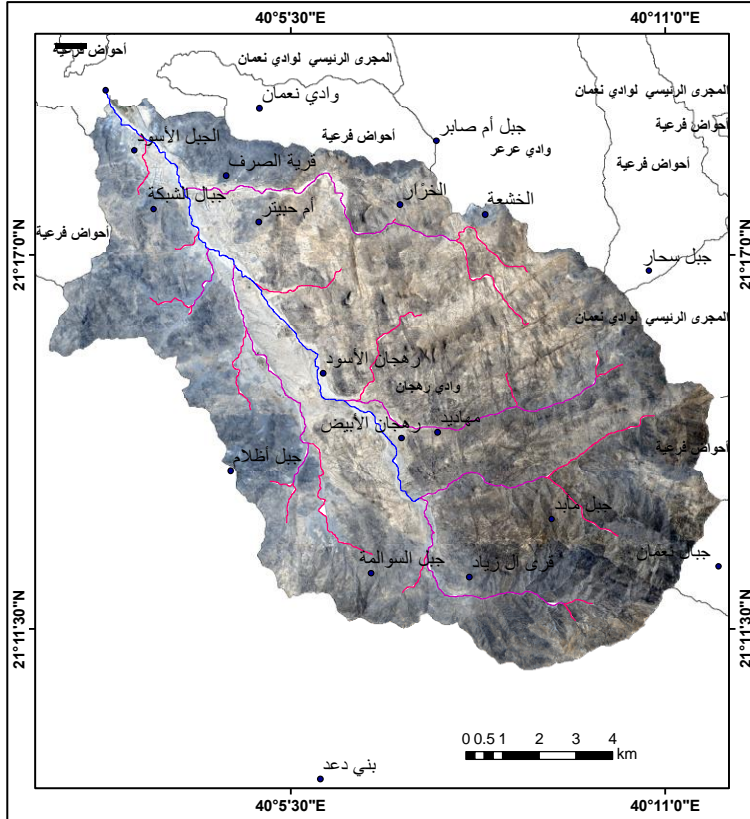 40°5'30"E
40°11'0"E
أحواض فرعية
المجرى الرئيسي لوادي نعمان
المجرى الرئيسي لوادي نعمان
وادي نعمان
أحواض فرعية
أحواض فرعية
جبل أم صابر
وادي عرعر
الجبل الأسود
قرية الصرف
أحواض فرعية
جبال الشبكة
أم حبيتر
الخزار
الخشعة
أحواض فرعية
21°17'0"N
21°17'0"N
جبل سحار
المجرى الرئيسي لوادي نعمان
رهجان الأسود
وادي رهجان
رهجان الأبيض
مهاديد
أحواض فرعية
جبل أظلام
جبل مابد
جبل السوالمة
قرى آل زياد
جبال نعمان
21°11'30"N
21°11'30"N
0 0.5 1 2 3 4
km
بني دعد
40°5'30"E
40°11'0"E